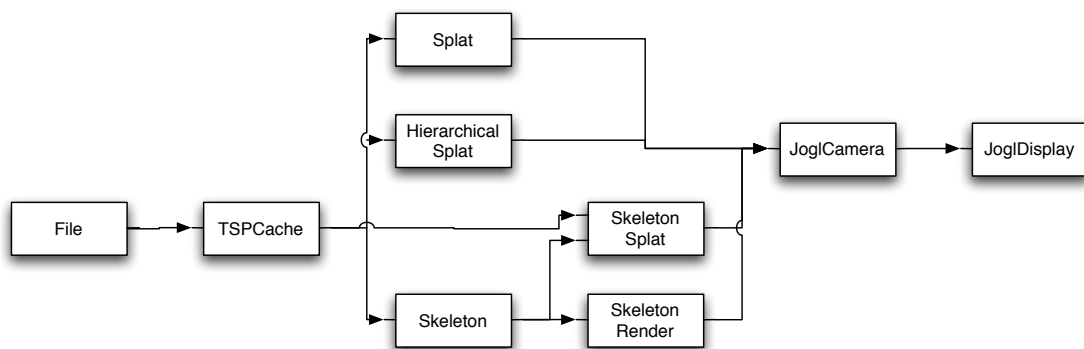 Splat
Hierarchical
Splat
JoglCamera
JoglDisplay
File
TSPCache
Skeleton
Splat
Skeleton
Skeleton
Render